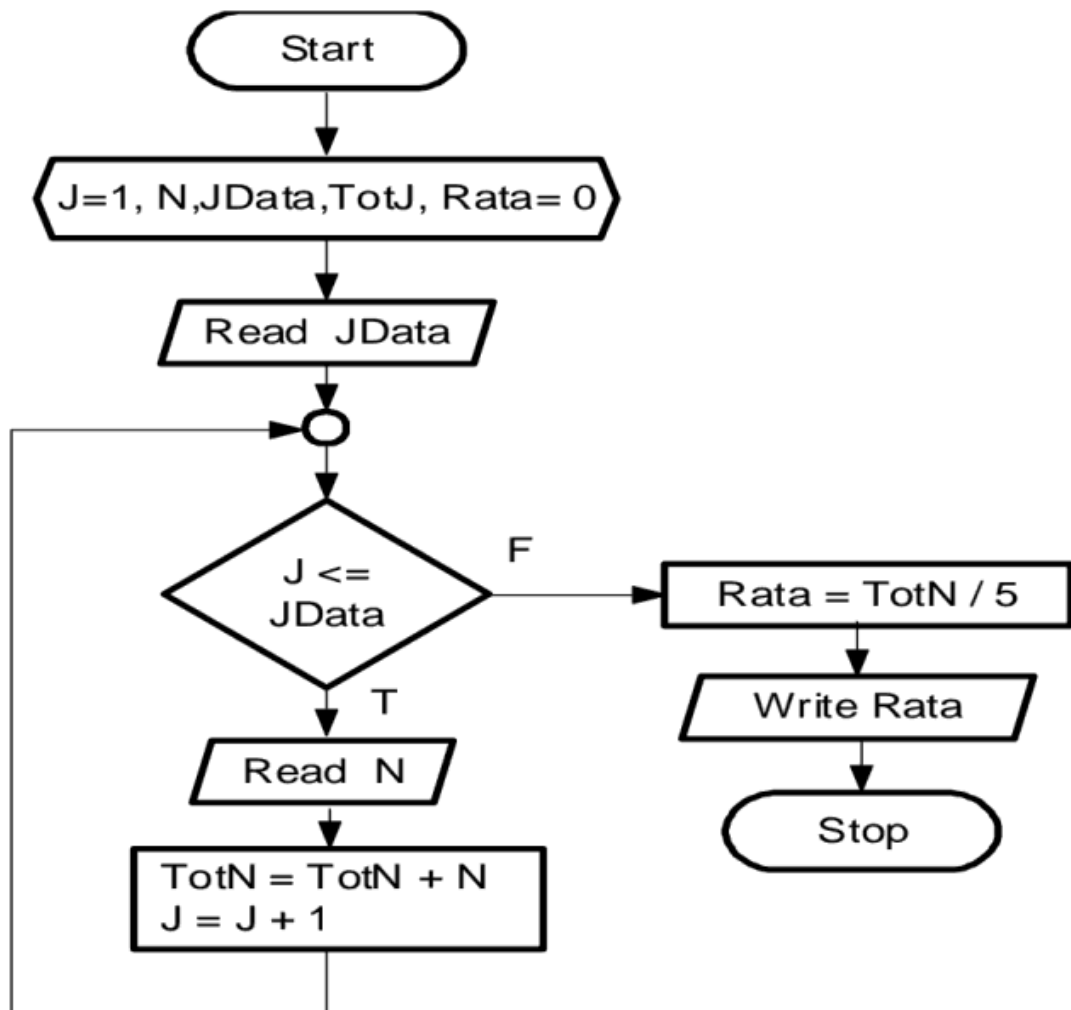 Start
J=1, N,JData,TotJ, Rata= 0
Read JData
J <=
JData
F
Rata = TotN / 5
T
Write Rata
Read N
Stop
TotN = TotN + N
J = J + 1